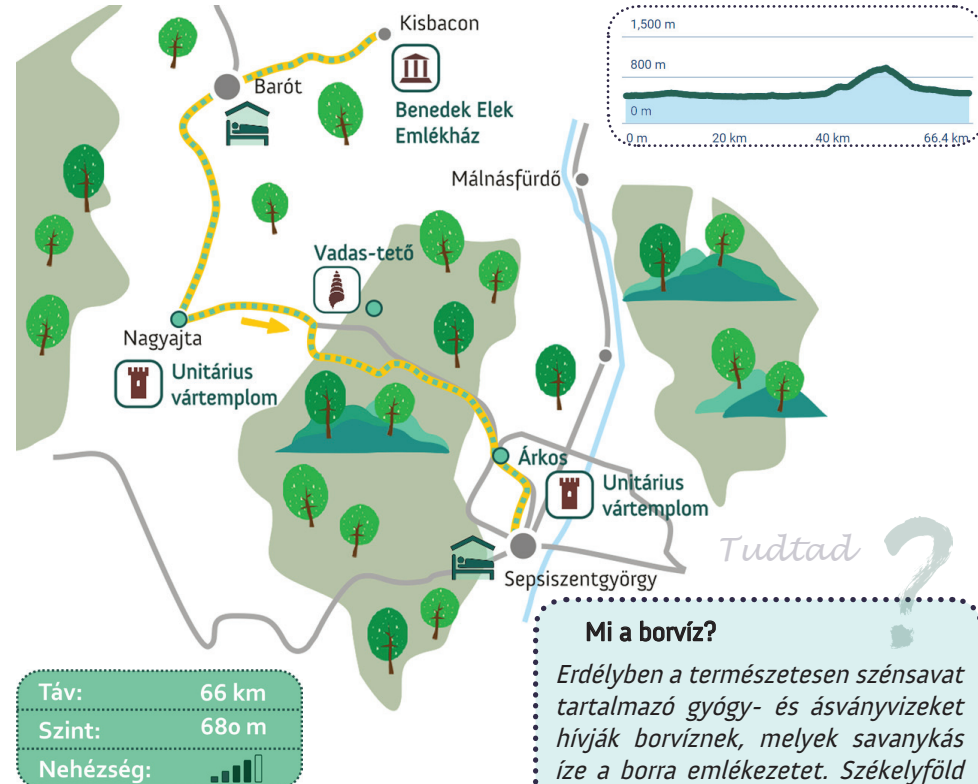 Kisbacon
Barót
Benedek Elek
Emlékház
1,500 m
800 m
0 m
0 m
20 km
40 km
66.4 km
Málnásfürdő
Vadas-tető
Nagyajta
Unitárius
vártemplom
Árkos
Unitárius
vártemplom
Sepsiszentgyörgy
Tudtad
?
Mi a borvíz?
Erdélyben a természetesen szénsavat
tartalmazó gyógy- és ásványvizeket
hívják borvíznek, melyek savanykás
íze a borra emlékezetet. Székelyföld
Táv: 66 km
Szint: 680 m
Nehézség: